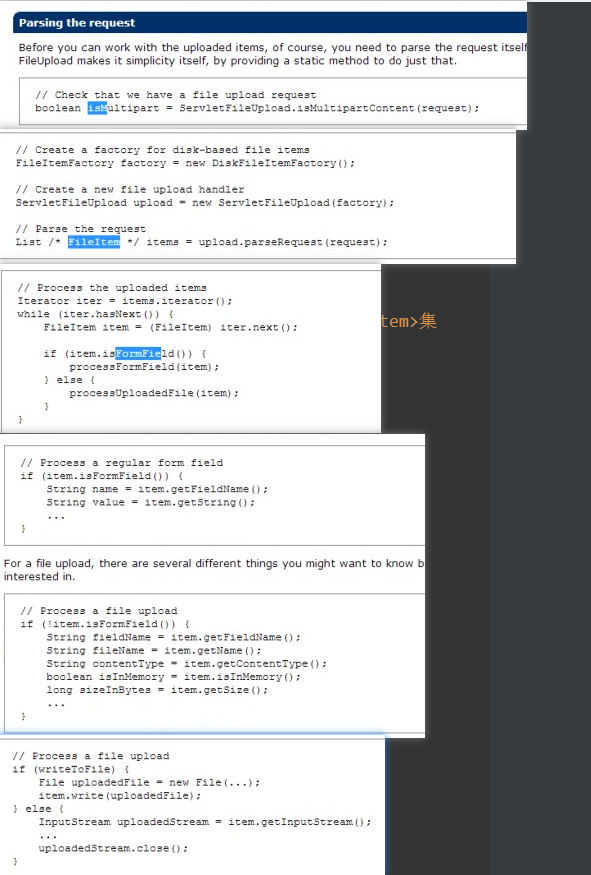 Parsing the request
Before you can work with the uploaded items, of course, you need to parse the request itself
FileUpload makes it simplicity itself, by providing a static method to do just that.
// Check that we have a file upload request
boolean isMultipart = ServletFileUpload.isMultipartContent(request);
// Create a factory for disk-based file items
FileItemFactory factory = new DiskFileItemFactory();
// Create a new file upload handler
ServletFileUpload upload = new ServletFileUpload(factory);
// Parse the request
List /* FileItem */ items = upload.parseRequest(request);
// Process the uploaded items
Iterator iter = items.iterator();
while (iter.hasNext()) {
    FileItem item = (FileItem) iter.next();
tem>集
    if (item.isFormField()) {
        processFormField(item);
    } else {
        processUploadedFile(item);
    }
}
// Process a regular form field
if (item.isFormField()) {
    String name = item.getFieldName();
    String value = item.getString();
    ...
}
For a file upload, there are several different things you might want to know b
interested in.
// Process a file upload
if (!item.isFormField()) {
    String fieldName = item.getFieldName();
    String fileName = item.getName();
    String contentType = item.getContentType();
    boolean isInMemory = item.isInMemory();
    long sizeInBytes = item.getSize();
    ...
}
// Process a file upload
if (writeToFile) {
    File uploadedFile = new File(...);
    item.write(uploadedFile);
} else {
    InputStream uploadedStream = item.getInputStream();
    ...
    uploadedStream.close();
}